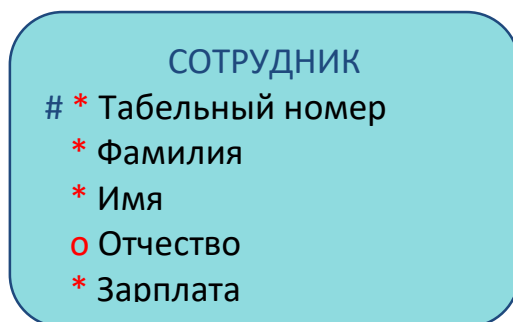 СОТРУДНИК
# * Табельный номер
* Фамилия
* Имя
о Отчество
* Зарплата